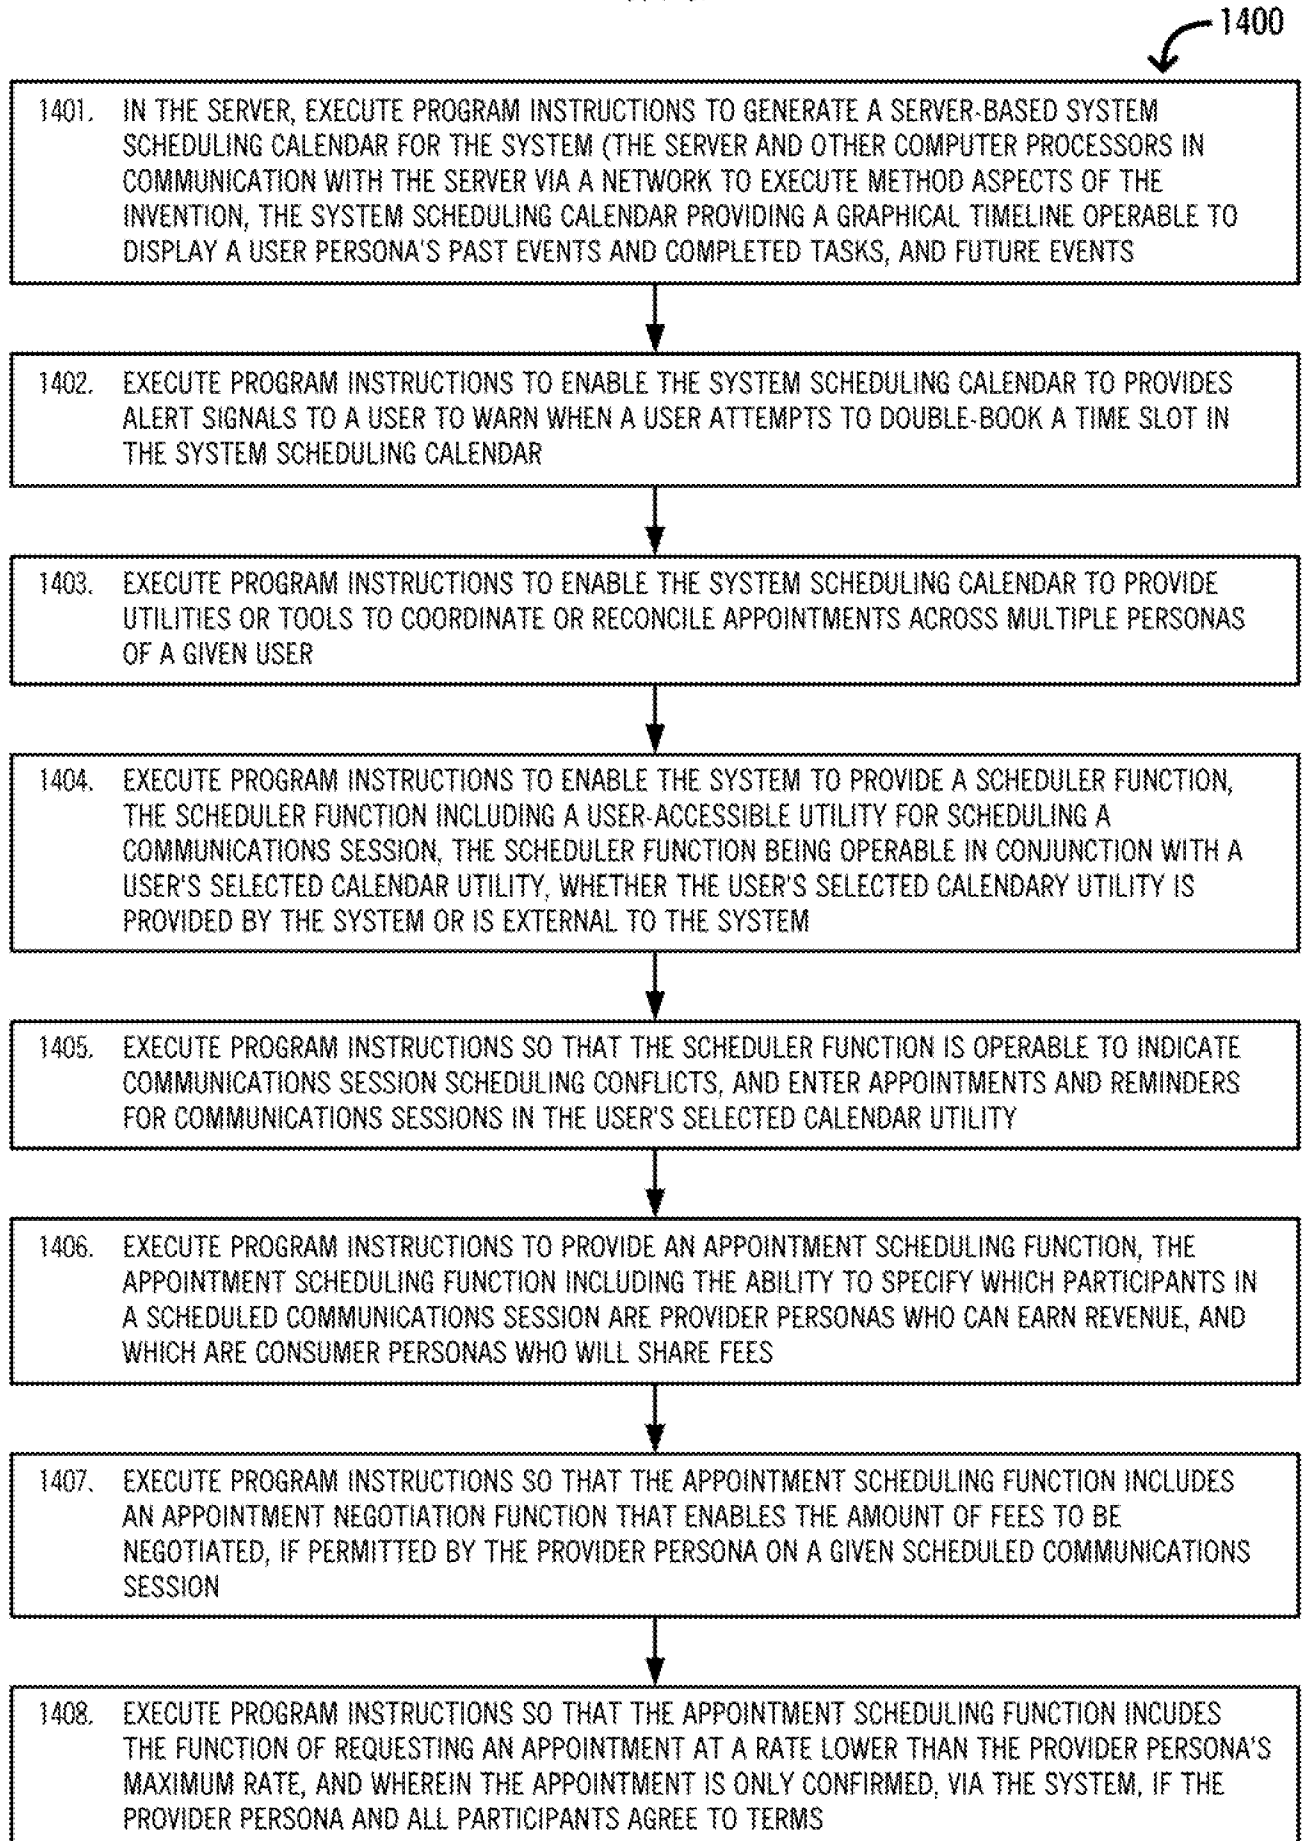 1400
1401. IN THE SERVER, EXECUTE PROGRAM INSTRUCTIONS TO GENERATE A SERVER-BASED SYSTEM
SCHEDULING CALENDAR FOR THE SYSTEM (THE SERVER AND OTHER COMPUTER PROCESSORS IN
COMMUNICATION WITH THE SERVER VIA A NETWORK TO EXECUTE METHOD ASPECTS OF THE
INVENTION, THE SYSTEM SCHEDULING CALENDAR PROVIDING A GRAPHICAL TIMELINE OPERABLE TO
DISPLAY A USER PERSONA'S PAST EVENTS AND COMPLETED TASKS, AND FUTURE EVENTS
1402. EXECUTE PROGRAM INSTRUCTIONS TO ENABLE THE SYSTEM SCHEDULING CALENDAR TO PROVIDES
ALERT SIGNALS TO A USER TO WARN WHEN A USER ATTEMPTS TO DOUBLE-BOOK A TIME SLOT IN
THE SYSTEM SCHEDULING CALENDAR
1403. EXECUTE PROGRAM INSTRUCTIONS TO ENABLE THE SYSTEM SCHEDULING CALENDAR TO PROVIDE
UTILITIES OR TOOLS TO COORDINATE OR RECONCILE APPOINTMENTS ACROSS MULTIPLE PERSONAS
OF A GIVEN USER
1404. EXECUTE PROGRAM INSTRUCTIONS TO ENABLE THE SYSTEM TO PROVIDE A SCHEDULER FUNCTION,
THE SCHEDULER FUNCTION INCLUDING A USER-ACCESSIBLE UTILITY FOR SCHEDULING A
COMMUNICATIONS SESSION, THE SCHEDULER FUNCTION BEING OPERABLE IN CONJUNCTION WITH A
USER'S SELECTED CALENDAR UTILITY, WHETHER THE USER'S SELECTED CALENDARY UTILITY IS
PROVIDED BY THE SYSTEM OR IS EXTERNAL TO THE SYSTEM
1405. EXECUTE PROGRAM INSTRUCTIONS SO THAT THE SCHEDULER FUNCTION IS OPERABLE TO INDICATE
COMMUNICATIONS SESSION SCHEDULING CONFLICTS, AND ENTER APPOINTMENTS AND REMINDERS
FOR COMMUNICATIONS SESSIONS IN THE USER'S SELECTED CALENDAR UTILITY
1406. EXECUTE PROGRAM INSTRUCTIONS TO PROVIDE AN APPOINTMENT SCHEDULING FUNCTION, THE
APPOINTMENT SCHEDULING FUNCTION INCLUDING THE ABILITY TO SPECIFY WHICH PARTICIPANTS IN
A SCHEDULED COMMUNICATIONS SESSION ARE PROVIDER PERSONAS WHO CAN EARN REVENUE, AND
WHICH ARE CONSUMER PERSONAS WHO WILL SHARE FEES
1407. EXECUTE PROGRAM INSTRUCTIONS SO THAT THE APPOINTMENT SCHEDULING FUNCTION INCLUDES
AN APPOINTMENT NEGOTIATION FUNCTION THAT ENABLES THE AMOUNT OF FEES TO BE
NEGOTIATED, IF PERMITTED BY THE PROVIDER PERSONA ON A GIVEN SCHEDULED COMMUNICATIONS
SESSION
1408. EXECUTE PROGRAM INSTRUCTIONS SO THAT THE APPOINTMENT SCHEDULING FUNCTION INCUDES
THE FUNCTION OF REQUESTING AN APPOINTMENT AT A RATE LOWER THAN THE PROVIDER PERSONA'S
MAXIMUM RATE, AND WHEREIN THE APPOINTMENT IS ONLY CONFIRMED, VIA THE SYSTEM, IF THE
PROVIDER PERSONA AND ALL PARTICIPANTS AGREE TO TERMS